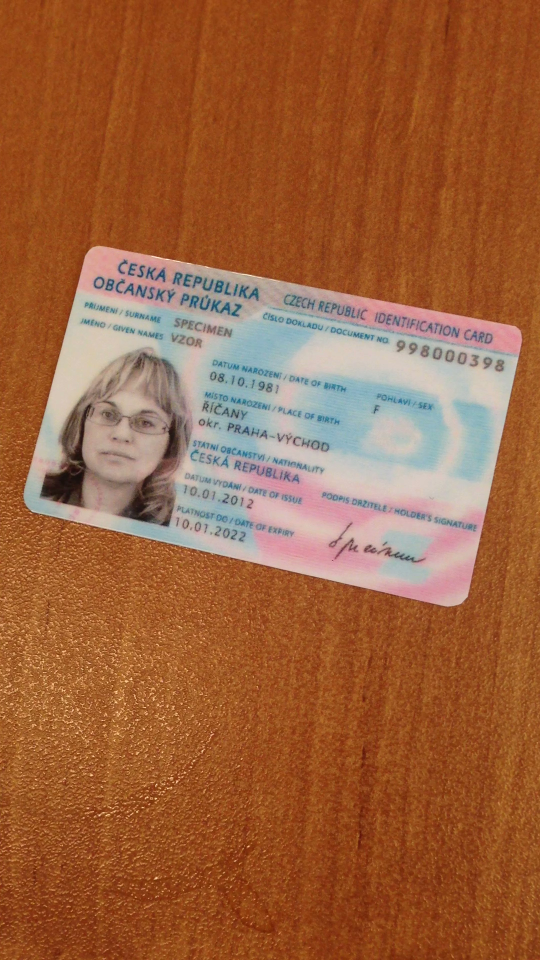 ČESKÁ REPUBLIKA
OBČANSKÝ PRŮKAZ
CZECH REPUBLIC IDENTIFICATION CARD
PŘIJMENÍ / SURNAME SPECIMEN
JMÉNO / GIVEN NAMES VZOR
ČÍSLO DOKLADU / DOCUMENT NO. 998000398
DATUM NAROZENÍ / DATE OF BIRTH
08.10.1981
POHLAVÍ / SEX
F
MÍSTO NAROZENÍ / PLACE OF BIRTH
ŘÍČANY
okr. PRAHA-VÝCHOD
STÁTNÍ OBČANSTVÍ / NATIONALITY
ČESKÁ REPUBLIKA
DATUM VYDÁNÍ / DATE OF ISSUE
10.01.2012
PODPIS DRŽITELE / HOLDER'S SIGNATURE
PLATNOST DO / DATE OF EXPIRY
10.01.2022
Specimen